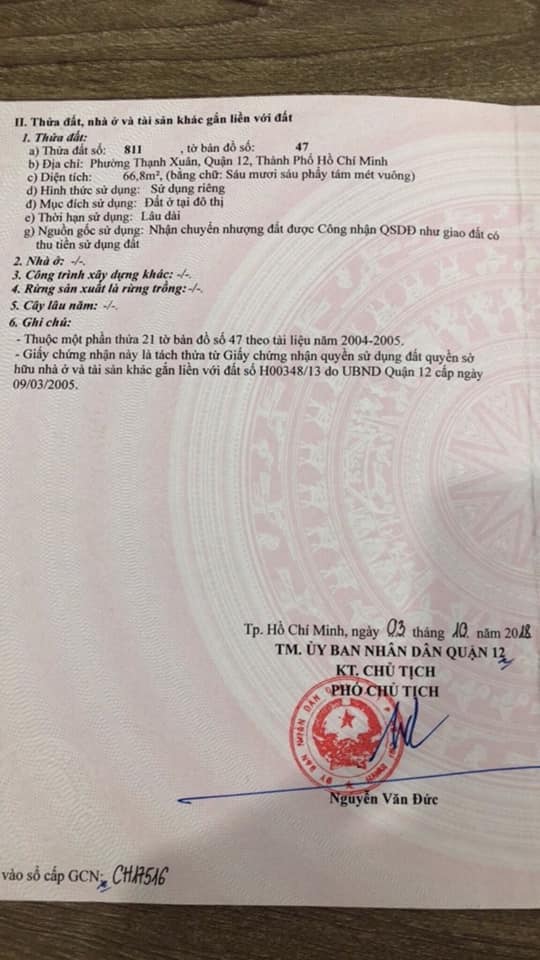 II. Thửa đất, nhà ở và tài sản khác gắn liền với đất
1. Thửa đất:
a) Thửa đất số: 811 , tờ bản đồ số: 47
b) Địa chỉ: Phường Thạnh Xuân, Quận 12, Thành Phố Hồ Chí Minh
c) Diện tích: 66,8m², (bằng chữ: Sáu mươi sáu phẩy tám mét vuông)
d) Hình thức sử dụng: Sử dụng riêng
đ) Mục đích sử dụng: Đất ở tại đô thị
e) Thời hạn sử dụng: Lâu dài
g) Nguồn gốc sử dụng: Nhận chuyển nhượng đất được Công nhận QSDĐ như giao đất có
thu tiền sử dụng đất
2. Nhà ở: -/-.
3. Công trình xây dựng khác: -/-.
4. Rừng sản xuất là rừng trồng: -/-.
5. Cây lâu năm: -/-.
6. Ghi chú:
- Thuộc một phần thửa 21 tờ bản đồ số 47 theo tài liệu năm 2004-2005.
- Giấy chứng nhận này là tách thửa từ Giấy chứng nhận quyền sử dụng đất quyền sở
hữu nhà ở và tài sản khác gắn liền với đất số H00348/13 do UBND Quận 12 cấp ngày
09/03/2005.
Tp. Hồ Chí Minh, ngày 03 tháng 10 năm 2018
TM. ỦY BAN NHÂN DÂN QUẬN 12
KT. CHỦ TỊCH
PHÓ CHỦ TỊCH
Nguyễn Văn Đức
vào sổ cấp GCN: CH17516